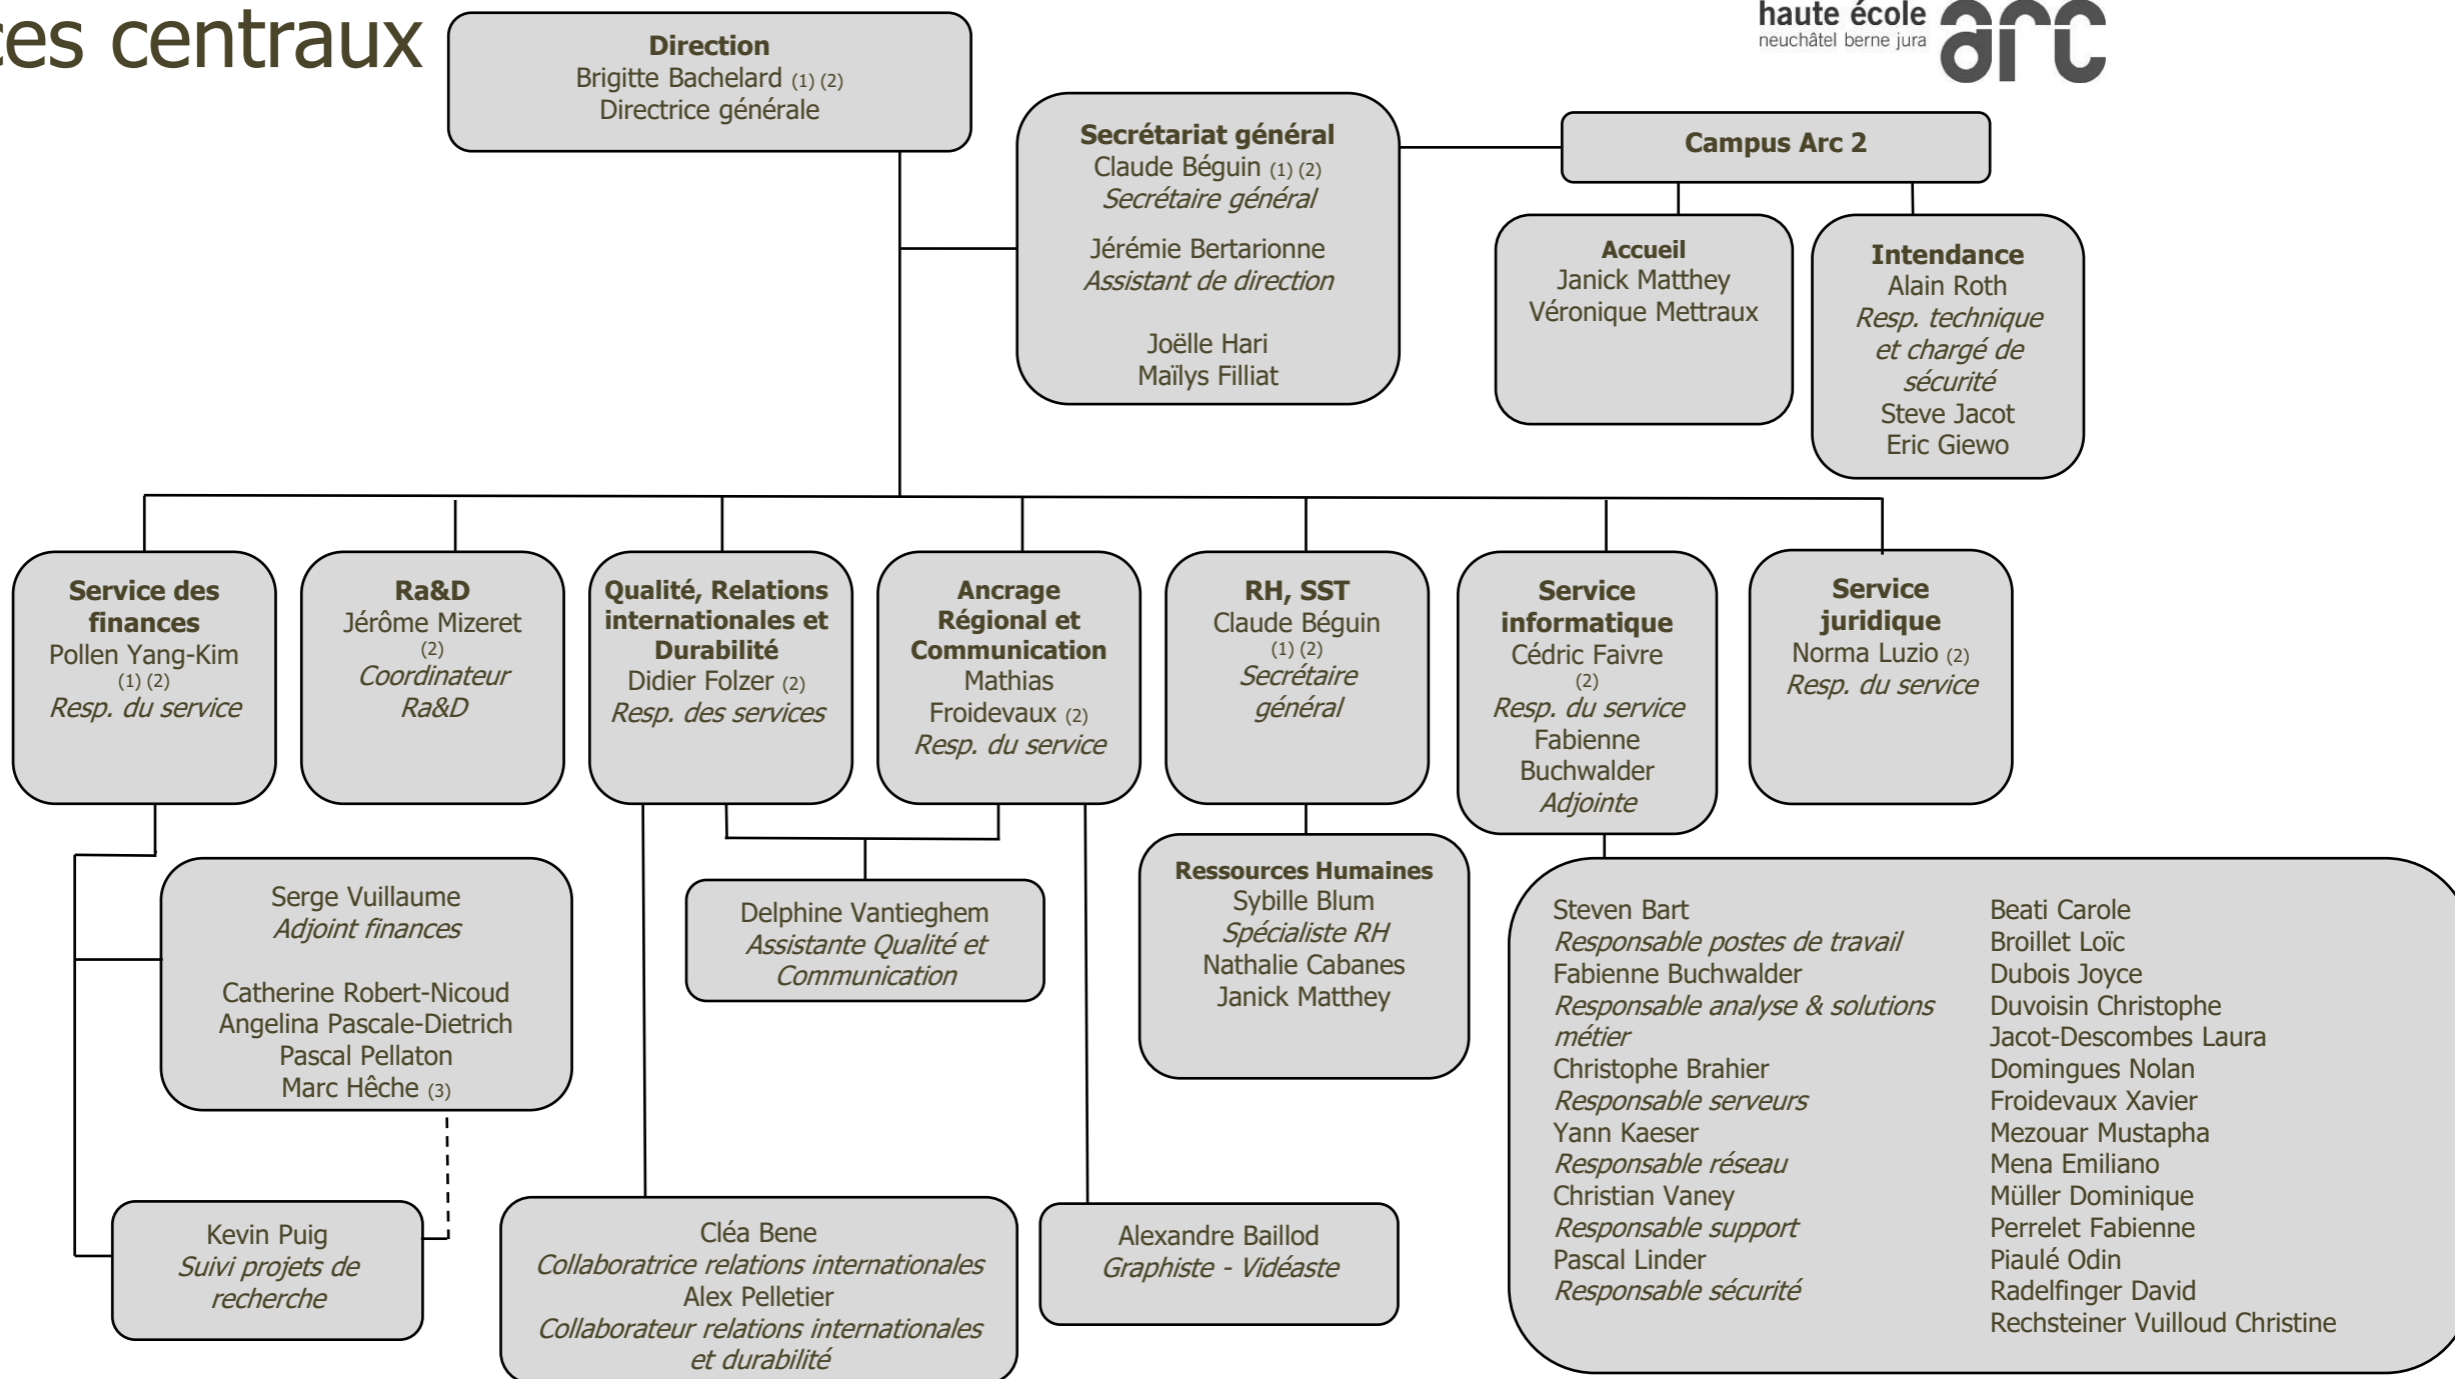 ces centraux
haute école
neuchâtel berne jura
arc
Direction
Brigitte Bachelard (1) (2)
Directrice générale
Secrétariat général
Claude Béguin (1) (2)
Secrétaire général
Jérémie Bertarionne
Assistant de direction
Joëlle Hari
Maïlys Filliat
Campus Arc 2
Accueil
Janick Matthey
Véronique Mettraux
Intendance
Alain Roth
Resp. technique
et chargé de
sécurité
Steve Jacot
Eric Giewo
Service des
finances
Pollen Yang-Kim
(1) (2)
Resp. du service
Ra&D
Jérôme Mizeret
(2)
Coordinateur
Ra&D
Qualité, Relations
internationales et
Durabilité
Didier Folzer (2)
Resp. des services
Ancrage
Régional et
Communication
Mathias
Froidevaux (2)
Resp. du service
RH, SST
Claude Béguin
(1) (2)
Secrétaire
général
Service
informatique
Cédric Faivre
(2)
Resp. du service
Fabienne
Buchwalder
Adjointe
Service
juridique
Norma Luzio (2)
Resp. du service
Serge Vuillaume
Adjoint finances
Catherine Robert-Nicoud
Angelina Pascale-Dietrich
Pascal Pellaton
Marc Hêche (3)
Delphine Vantieghem
Assistante Qualité et
Communication
Ressources Humaines
Sybille Blum
Spécialiste RH
Nathalie Cabanes
Janick Matthey
Steven Bart
Responsable postes de travail
Fabienne Buchwalder
Responsable analyse & solutions
métier
Christophe Brahier
Responsable serveurs
Yann Kaeser
Responsable réseau
Christian Vaney
Responsable support
Pascal Linder
Responsable sécurité
Beati Carole
Broillet Loïc
Dubois Joyce
Duvoisin Christophe
Jacot-Descombes Laura
Domingues Nolan
Froidevaux Xavier
Mezouar Mustapha
Mena Emiliano
Müller Dominique
Perrelet Fabienne
Piaulé Odin
Radelfinger David
Rechsteiner Vuilloud Christine
Kevin Puig
Suivi projets de
recherche
Cléa Bene
Collaboratrice relations internationales
Alex Pelletier
Collaborateur relations internationales
et durabilité
Alexandre Baillod
Graphiste - Vidéaste